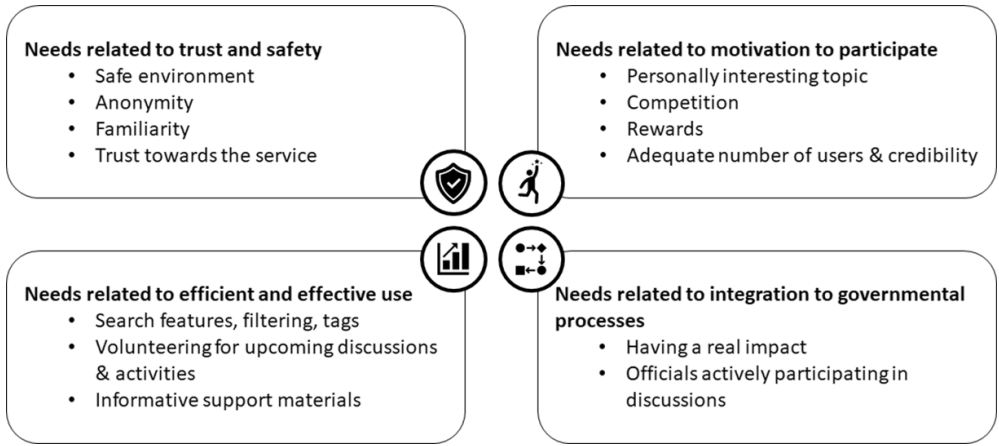 Needs related to trust and safety
• Safe environment
• Anonymity
• Familiarity
• Trust towards the service
Needs related to motivation to participate
• Personally interesting topic
• Competition
• Rewards
• Adequate number of users & credibility
Needs related to efficient and effective use
• Search features, filtering, tags
• Volunteering for upcoming discussions
& activities
• Informative support materials
Needs related to integration to governmental
processes
• Having a real impact
• Officials actively participating in
discussions